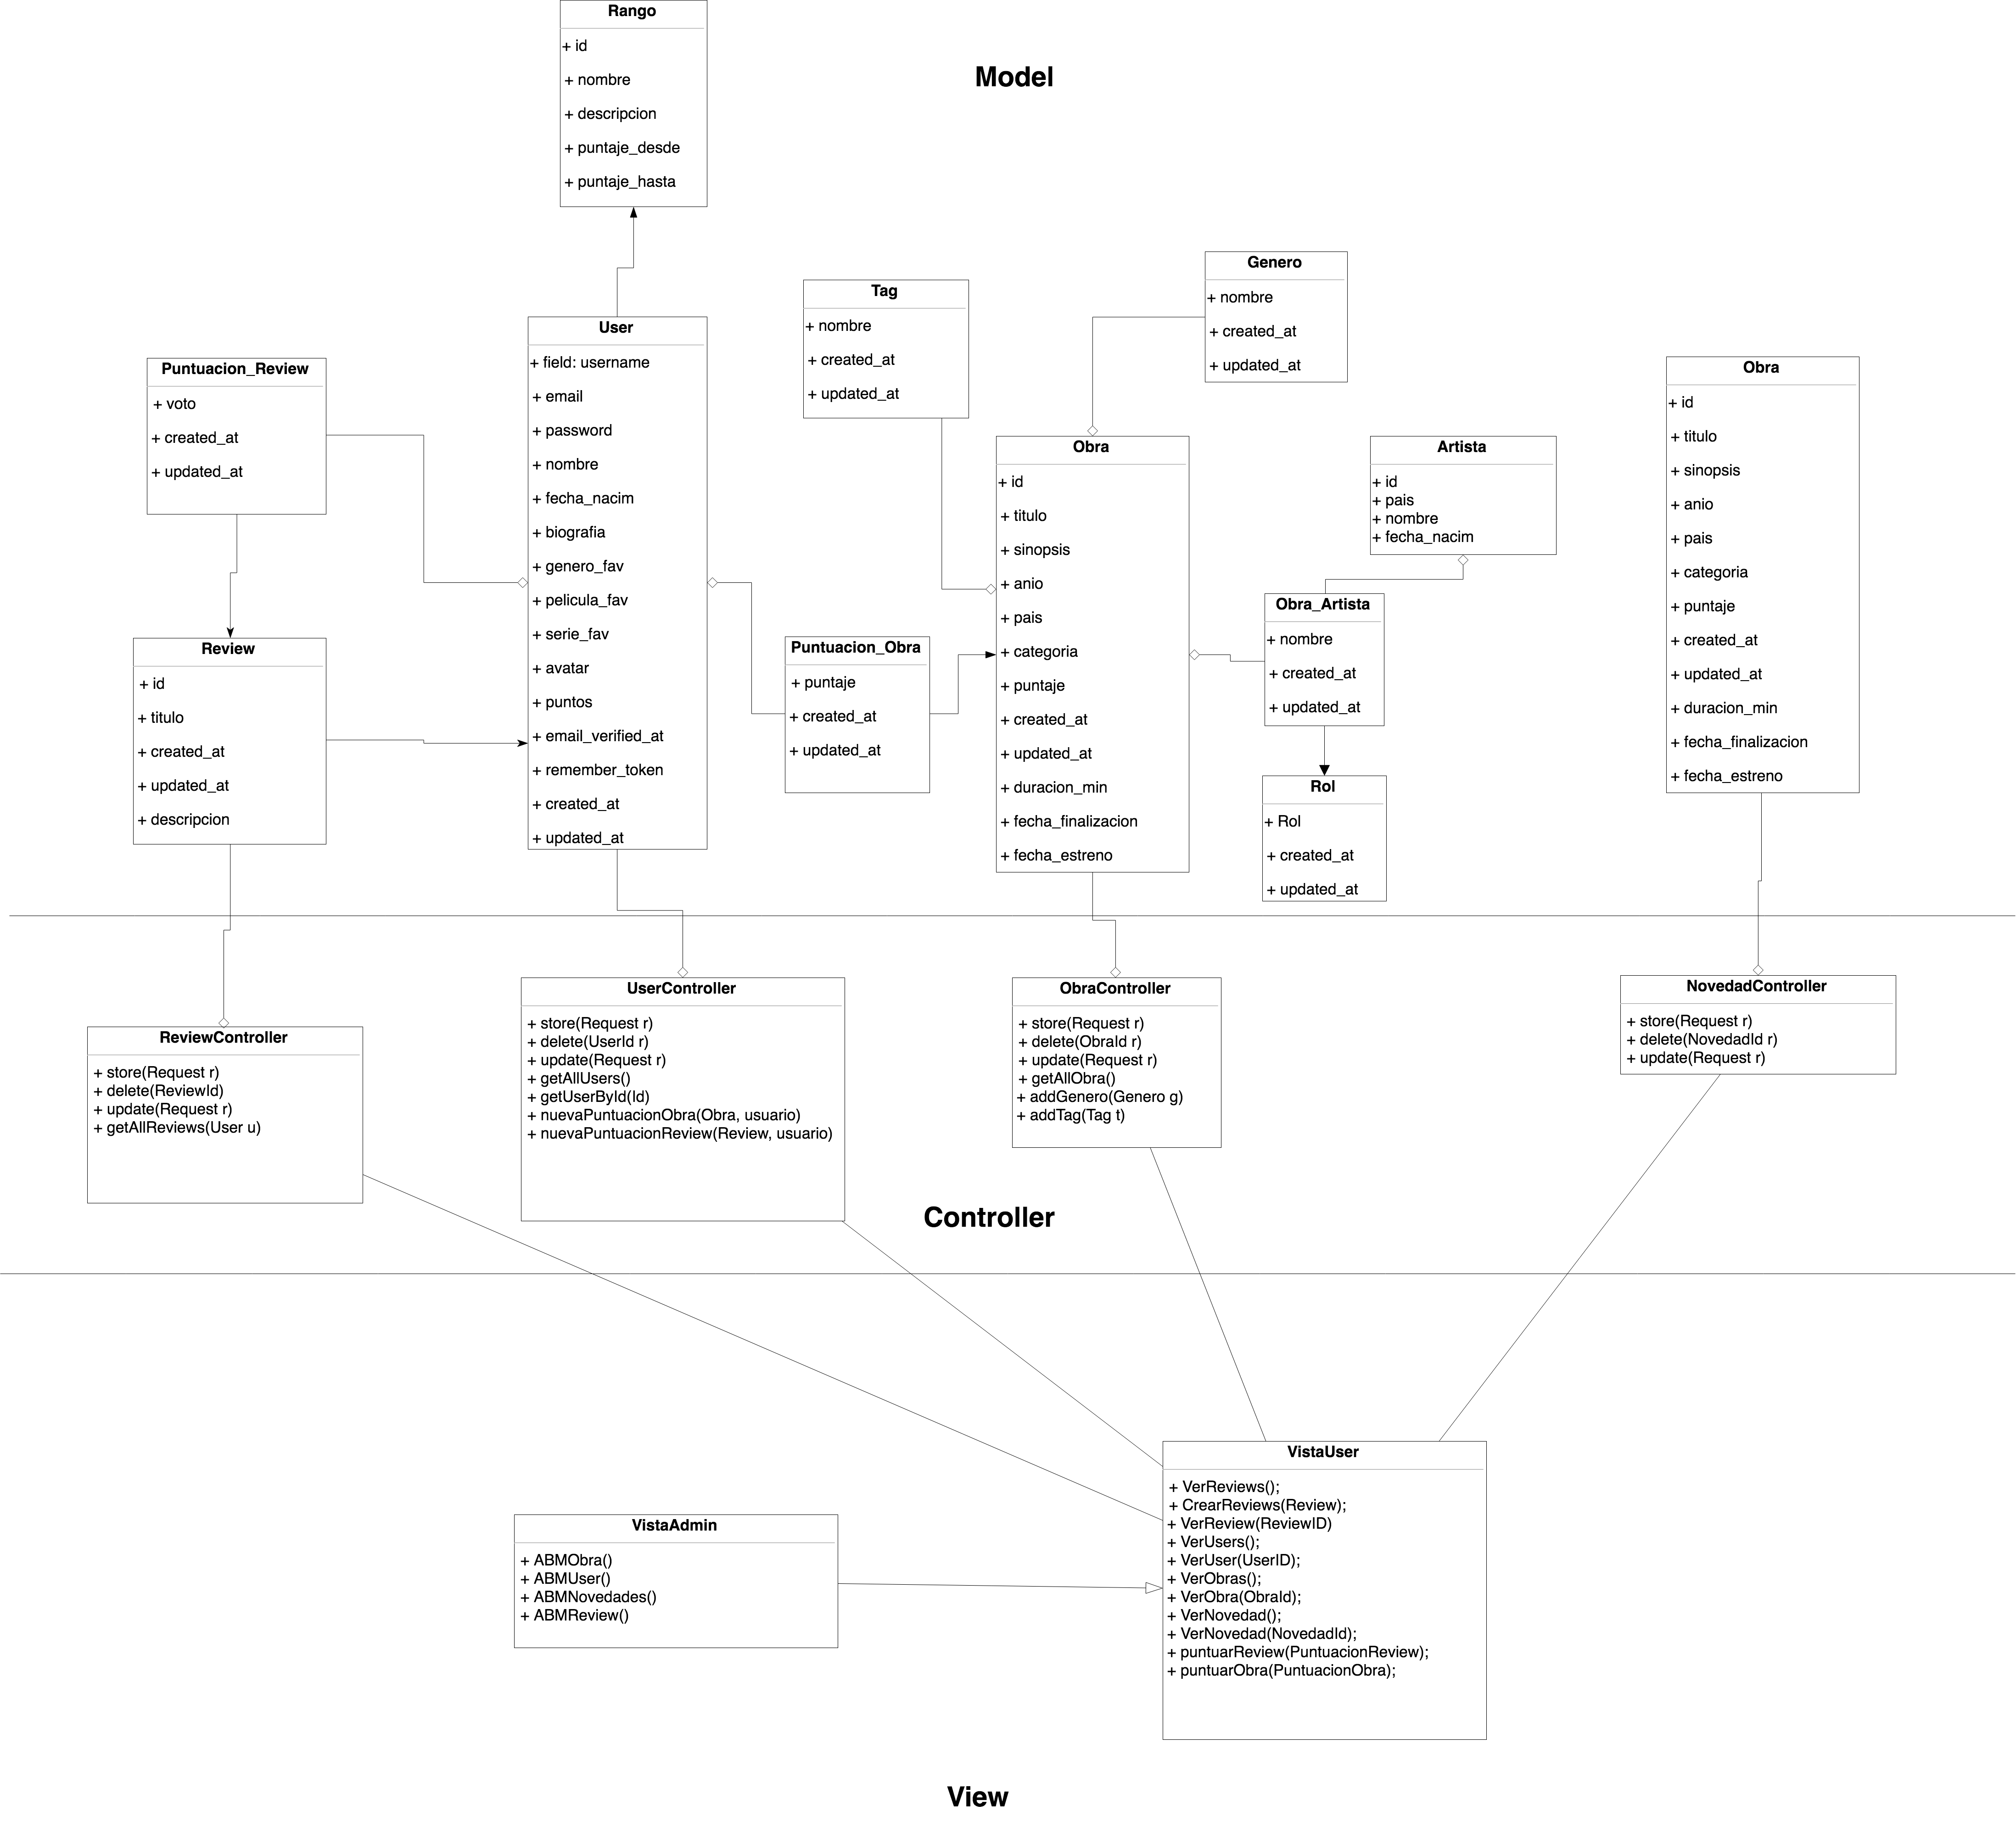 Rango
+ id
+ nombre
+ descripcion
+ puntaje_desde
+ puntaje_hasta
Model
Genero
+ nombre
+ created_at
+ updated_at
Tag
+ nombre
+ created_at
+ updated_at
User
+ field: username
+ email
+ password
+ nombre
+ fecha_nacim
+ biografia
+ genero_fav
+ pelicula_fav
+ serie_fav
+ avatar
+ puntos
+ email_verified_at
+ remember_token
+ created_at
+ updated_at
Puntuacion_Review
+ voto
+ created_at
+ updated_at
Obra
+ id
+ titulo
+ sinopsis
+ anio
+ pais
+ categoria
+ puntaje
+ created_at
+ updated_at
+ duracion_min
+ fecha_finalizacion
+ fecha_estreno
Obra
+ id
+ titulo
+ sinopsis
+ anio
+ pais
+ categoria
+ puntaje
+ created_at
+ updated_at
+ duracion_min
+ fecha_finalizacion
+ fecha_estreno
Artista
+ id
+ pais
+ nombre
+ fecha_nacim
Obra_Artista
+ nombre
+ created_at
+ updated_at
Review
+ id
+ titulo
+ created_at
+ updated_at
+ descripcion
Puntuacion_Obra
+ puntaje
+ created_at
+ updated_at
Rol
+ Rol
+ created_at
+ updated_at
ReviewController
+ store(Request r)
+ delete(ReviewId)
+ update(Request r)
+ getAllReviews(User u)
UserController
+ store(Request r)
+ delete(UserId r)
+ update(Request r)
+ getAllUsers()
+ getUserById(Id)
+ nuevaPuntuacionObra(Obra, usuario)
+ nuevaPuntuacionReview(Review, usuario)
ObraController
+ store(Request r)
+ delete(ObraId r)
+ update(Request r)
+ getAllObra()
+ addGenero(Genero g)
+ addTag(Tag t)
NovedadController
+ store(Request r)
+ delete(NovedadId r)
+ update(Request r)
Controller
VistaUser
+ VerReviews();
+ CrearReviews(Review);
+ VerReview(ReviewID)
+ VerUsers();
+ VerUser(UserID);
+ VerObras();
+ VerObra(ObraId);
+ VerNovedad();
+ VerNovedad(NovedadId);
+ puntuarReview(PuntuacionReview);
+ puntuarObra(PuntuacionObra);
VistaAdmin
+ ABMObra()
+ ABMUser()
+ ABMNovedades()
+ ABMReview()
View